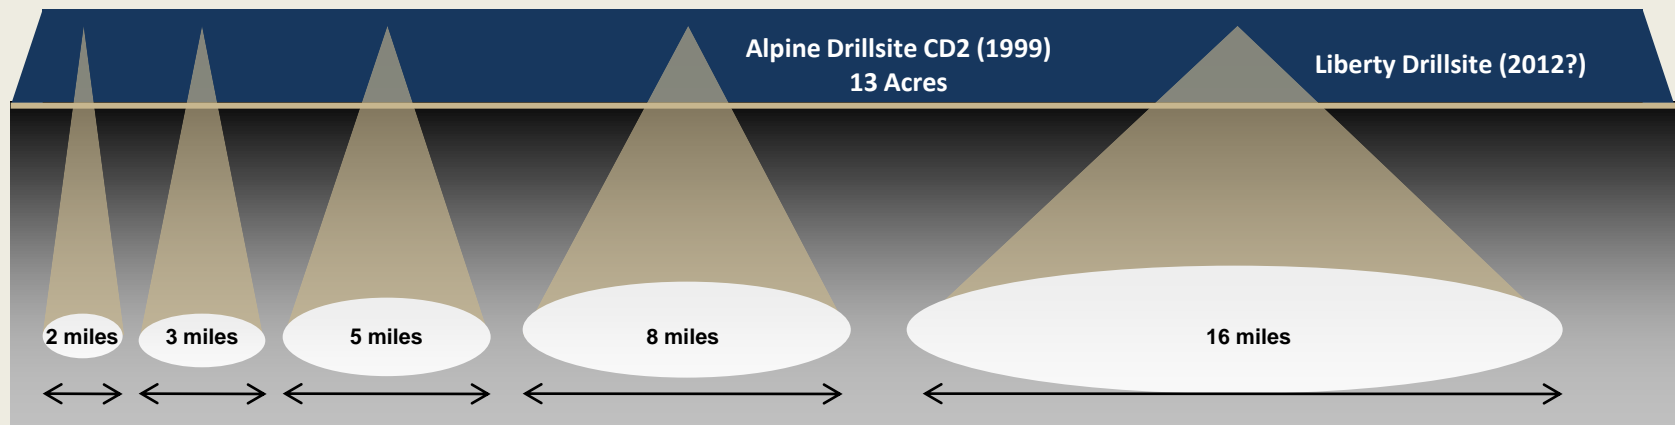 Alpine Drillsite CD2 (1999)
13 Acres
Liberty Drillsite (2012?)
2 miles
3 miles
5 miles
8 miles
16 miles